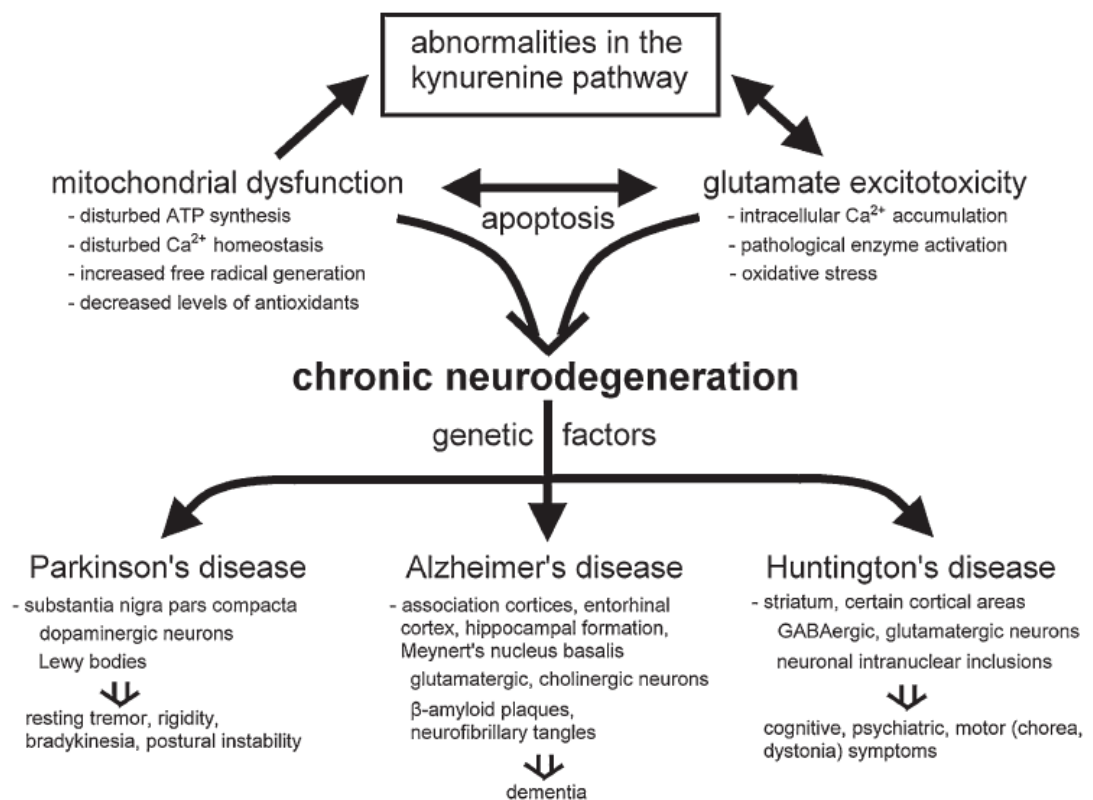 abnormalities in the
kynurenine pathway
mitochondrial dysfunction
- disturbed ATP synthesis
- disturbed Ca²⁺ homeostasis
- increased free radical generation
- decreased levels of antioxidants
apoptosis
glutamate excitotoxicity
- intracellular Ca²⁺ accumulation
- pathological enzyme activation
- oxidative stress
chronic neurodegeneration
genetic factors
Parkinson's disease
- substantia nigra pars compacta
dopaminergic neurons
Lewy bodies
resting tremor, rigidity,
bradykinesia, postural instability
Alzheimer's disease
- association cortices, entorhinal
cortex, hippocampal formation,
Meynert's nucleus basalis
glutamatergic, cholinergic neurons
β-amyloid plaques,
neurofibrillary tangles
dementia
Huntington's disease
- striatum, certain cortical areas
GABAergic, glutamatergic neurons
neuronal intranuclear inclusions
cognitive, psychiatric, motor (chorea,
dystonia) symptoms